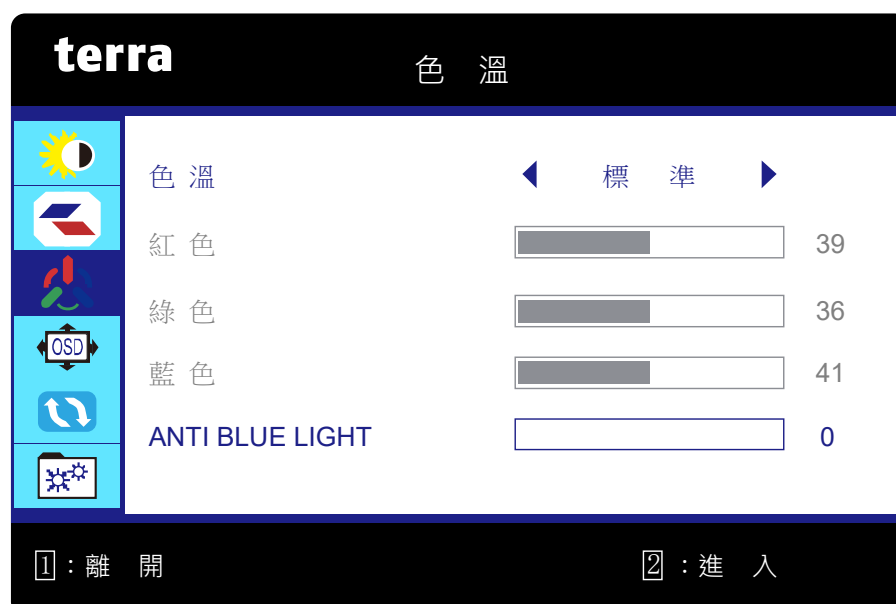 terra
色 溫
色 溫 標 準
紅 色 39
綠 色 36
OSD
藍 色 41
ANTI BLUE LIGHT 0
1：離 開 2：進 入